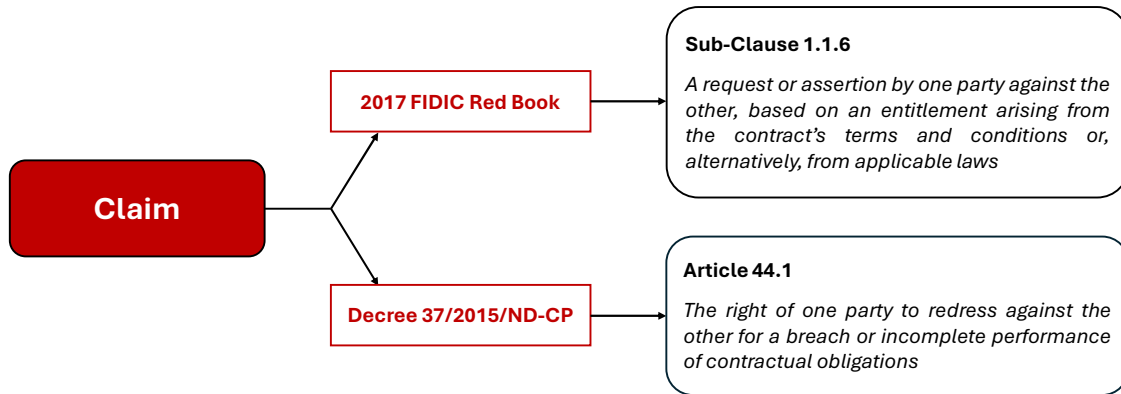 Claim
2017 FIDIC Red Book
Sub-Clause 1.1.6
A request or assertion by one party against the
other, based on an entitlement arising from
the contract’s terms and conditions or,
alternatively, from applicable laws
Decree 37/2015/ND-CP
Article 44.1
The right of one party to redress against the
other for a breach or incomplete performance
of contractual obligations